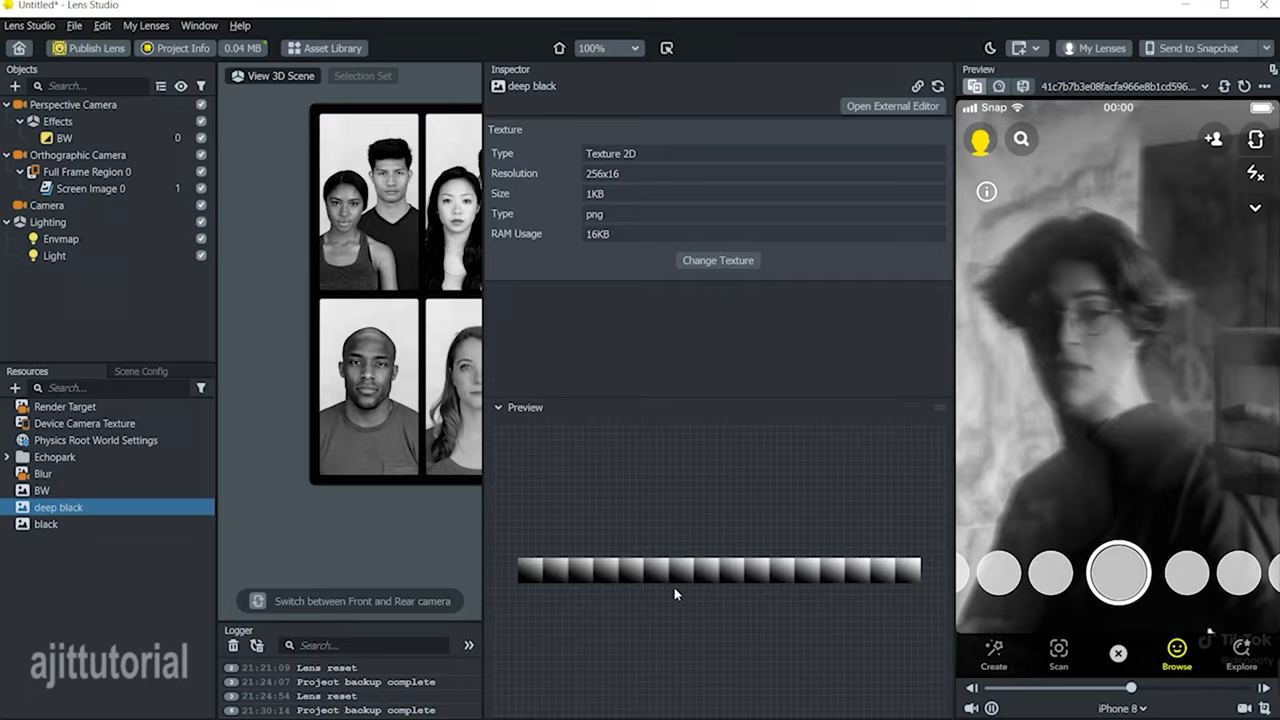 Untitled* - Lens Studio
Lens Studio File Edit My Lenses Window Help
Publish Lens Project Info 0.04 MB Asset Library 100% My Lenses Send to Snapchat
Objects
Search...
Perspective Camera
Effects
BW 0
Orthographic Camera
Full Frame Region 0
Screen Image 0 1
Camera
Lighting
Envmap
Light
Resources Scene Config
Search...
Render Target
Device Camera Texture
Physics Root World Settings
Echopark
Blur
BW
deep black
black
ajittutorial
View 3D Scene Selection Set
Switch between Front and Rear camera
Logger
Search...
21:21:09 Lens reset
21:24:07 Project backup complete
21:24:54 Lens reset
21:30:14 Project backup complete
Inspector
deep black
Open External Editor
Texture
Type Texture 2D
Resolution 256x16
Size 1KB
Type png
RAM Usage 16KB
Change Texture
Preview
Preview
41c7b7b3e08facfa966e8b1cd596...
Snap 00:00
TikTok
Create Scan Browse Explore
iPhone 8